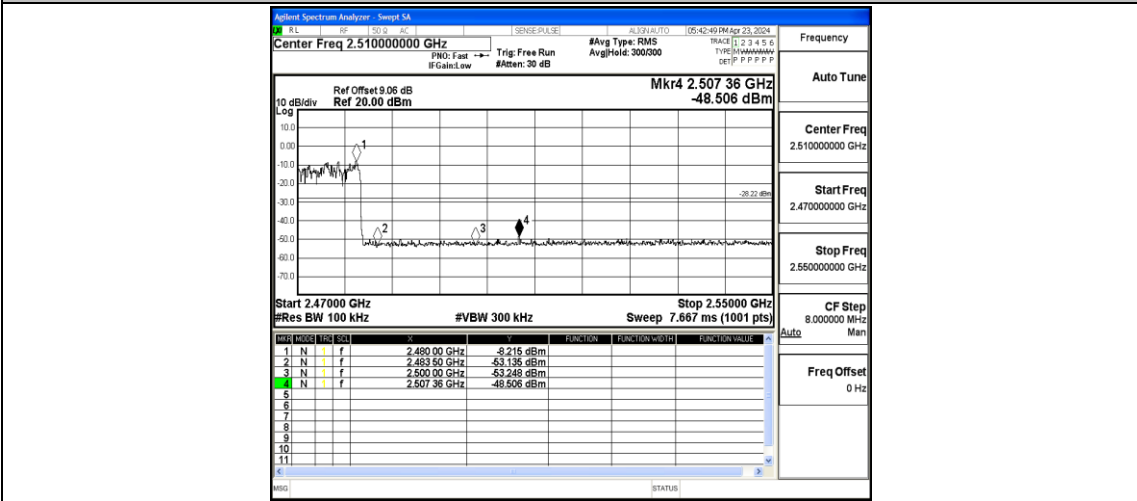 Agilent Spectrum Analyzer - Swept SA
RL RF 50 Ω AC SENSE:PULSE ALIGN AUTO 05:42:49 PM Apr 23, 2024
Center Freq 2.510000000 GHz
PNO: Fast
IFGain:Low
Trig: Free Run
#Atten: 30 dB
#Avg Type: RMS
Avg|Hold: 300/300
TRACE 1 2 3 4 5 6
TYPE M W W W W W
DET P P P P P P
Mkr4 2.507 36 GHz
-48.506 dBm
Ref Offset 9.06 dB
Ref 20.00 dBm
10 dB/div
Log
10.0
0.00
-10.0
-20.0
-30.0
-40.0
-50.0
-60.0
-70.0
1
2
3
4
-28.22 dBm
Start 2.47000 GHz Stop 2.55000 GHz
#Res BW 100 kHz #VBW 300 kHz Sweep 7.667 ms (1001 pts)
MKR MODE TRC SCL X Y FUNCTION FUNCTION WIDTH FUNCTION VALUE
1 N 1 f 2.480 00 GHz -8.215 dBm
2 N 1 f 2.483 50 GHz -53.135 dBm
3 N 1 f 2.500 00 GHz -53.248 dBm
4 N 1 f 2.507 36 GHz -48.506 dBm
5
6
7
8
9
10
11
MSG STATUS
Frequency
Auto Tune
Center Freq
2.510000000 GHz
Start Freq
2.470000000 GHz
Stop Freq
2.550000000 GHz
CF Step
8.000000 MHz
Auto Man
Freq Offset
0 Hz